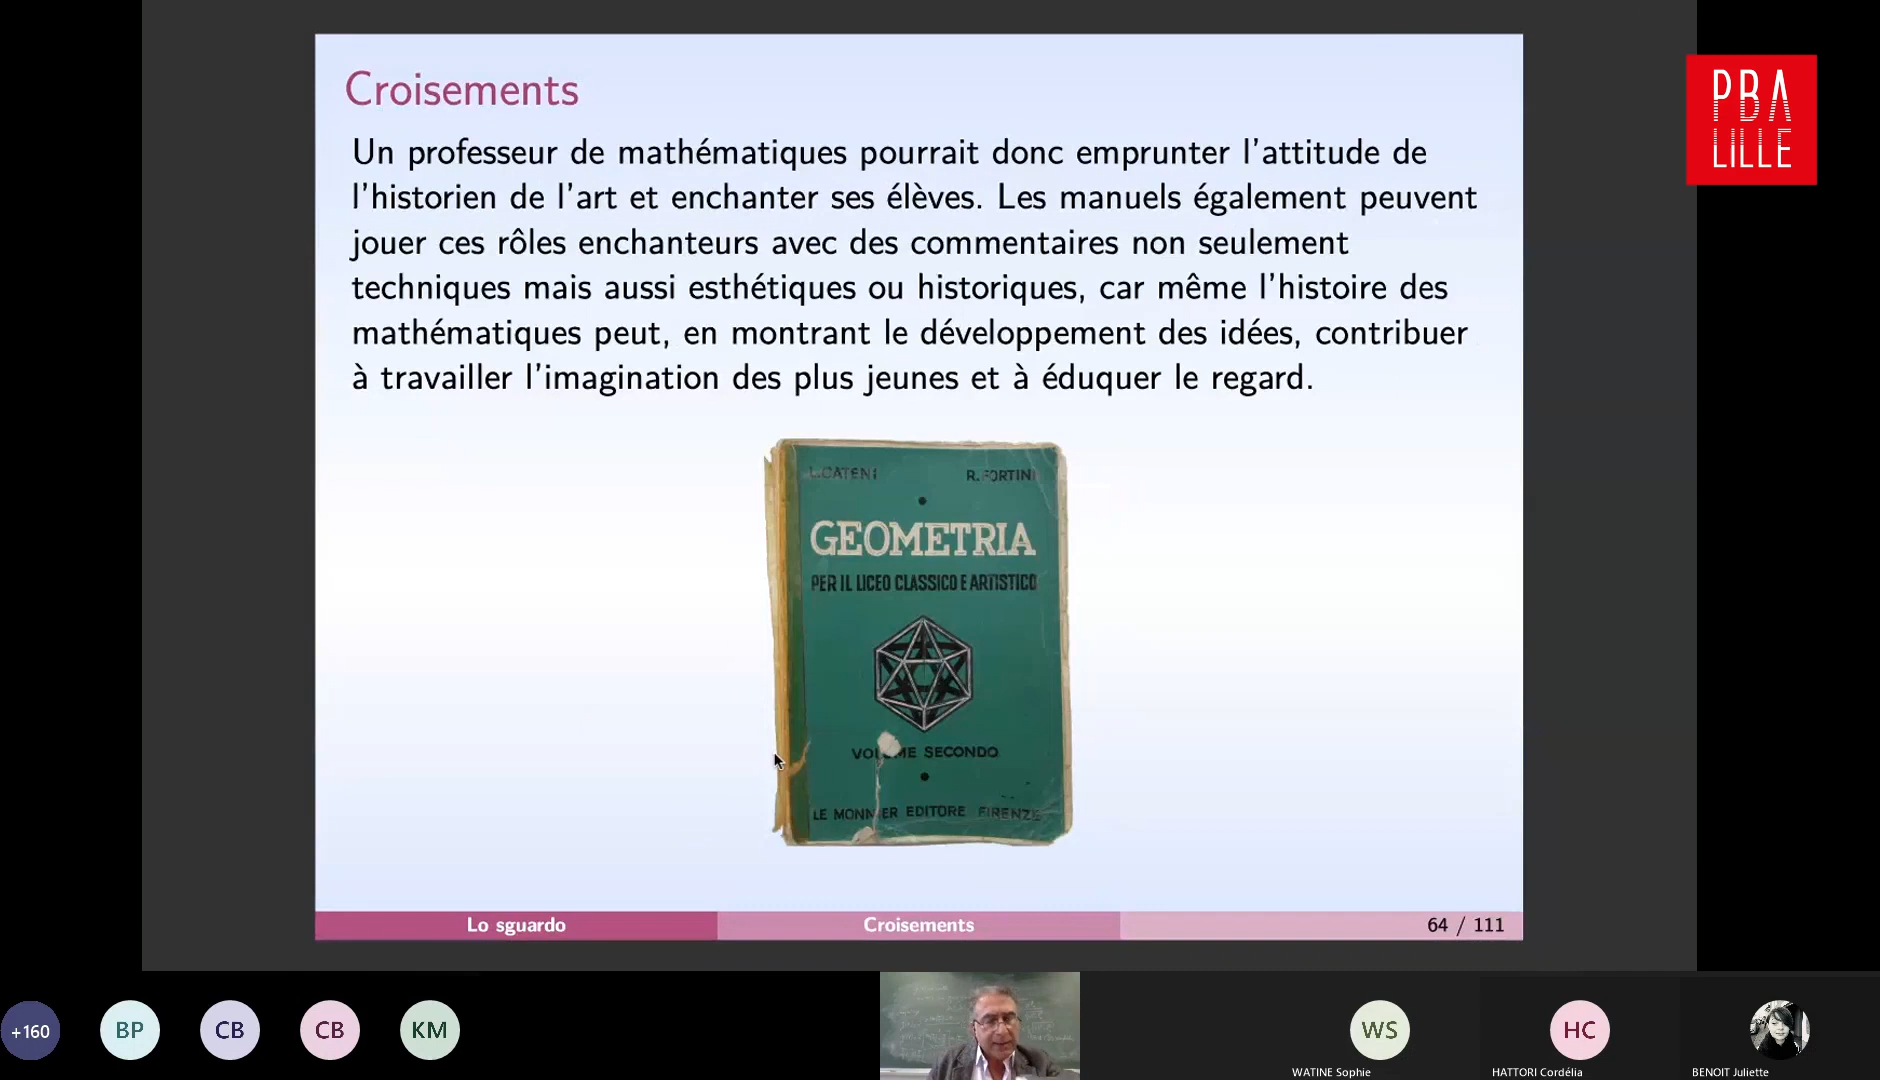 Croisements
Un professeur de mathématiques pourrait donc emprunter l'attitude de
l'historien de l'art et enchanter ses élèves. Les manuels également peuvent
jouer ces rôles enchanteurs avec des commentaires non seulement
techniques mais aussi esthétiques ou historiques, car même l'histoire des
mathématiques peut, en montrant le développement des idées, contribuer
à travailler l'imagination des plus jeunes et à éduquer le regard.
L. CATENI R. FORTINI
GEOMETRIA
PER IL LICEO CLASSICO E ARTISTICO
VOLUME SECONDO
LE MONNIER EDITORE FIRENZE
Lo sguardo Croisements 64 / 111
PBA
LILLE
+160 BP CB CB KM WS HC
WATINE Sophie HATTORI Cordélia BENOIT Juliette